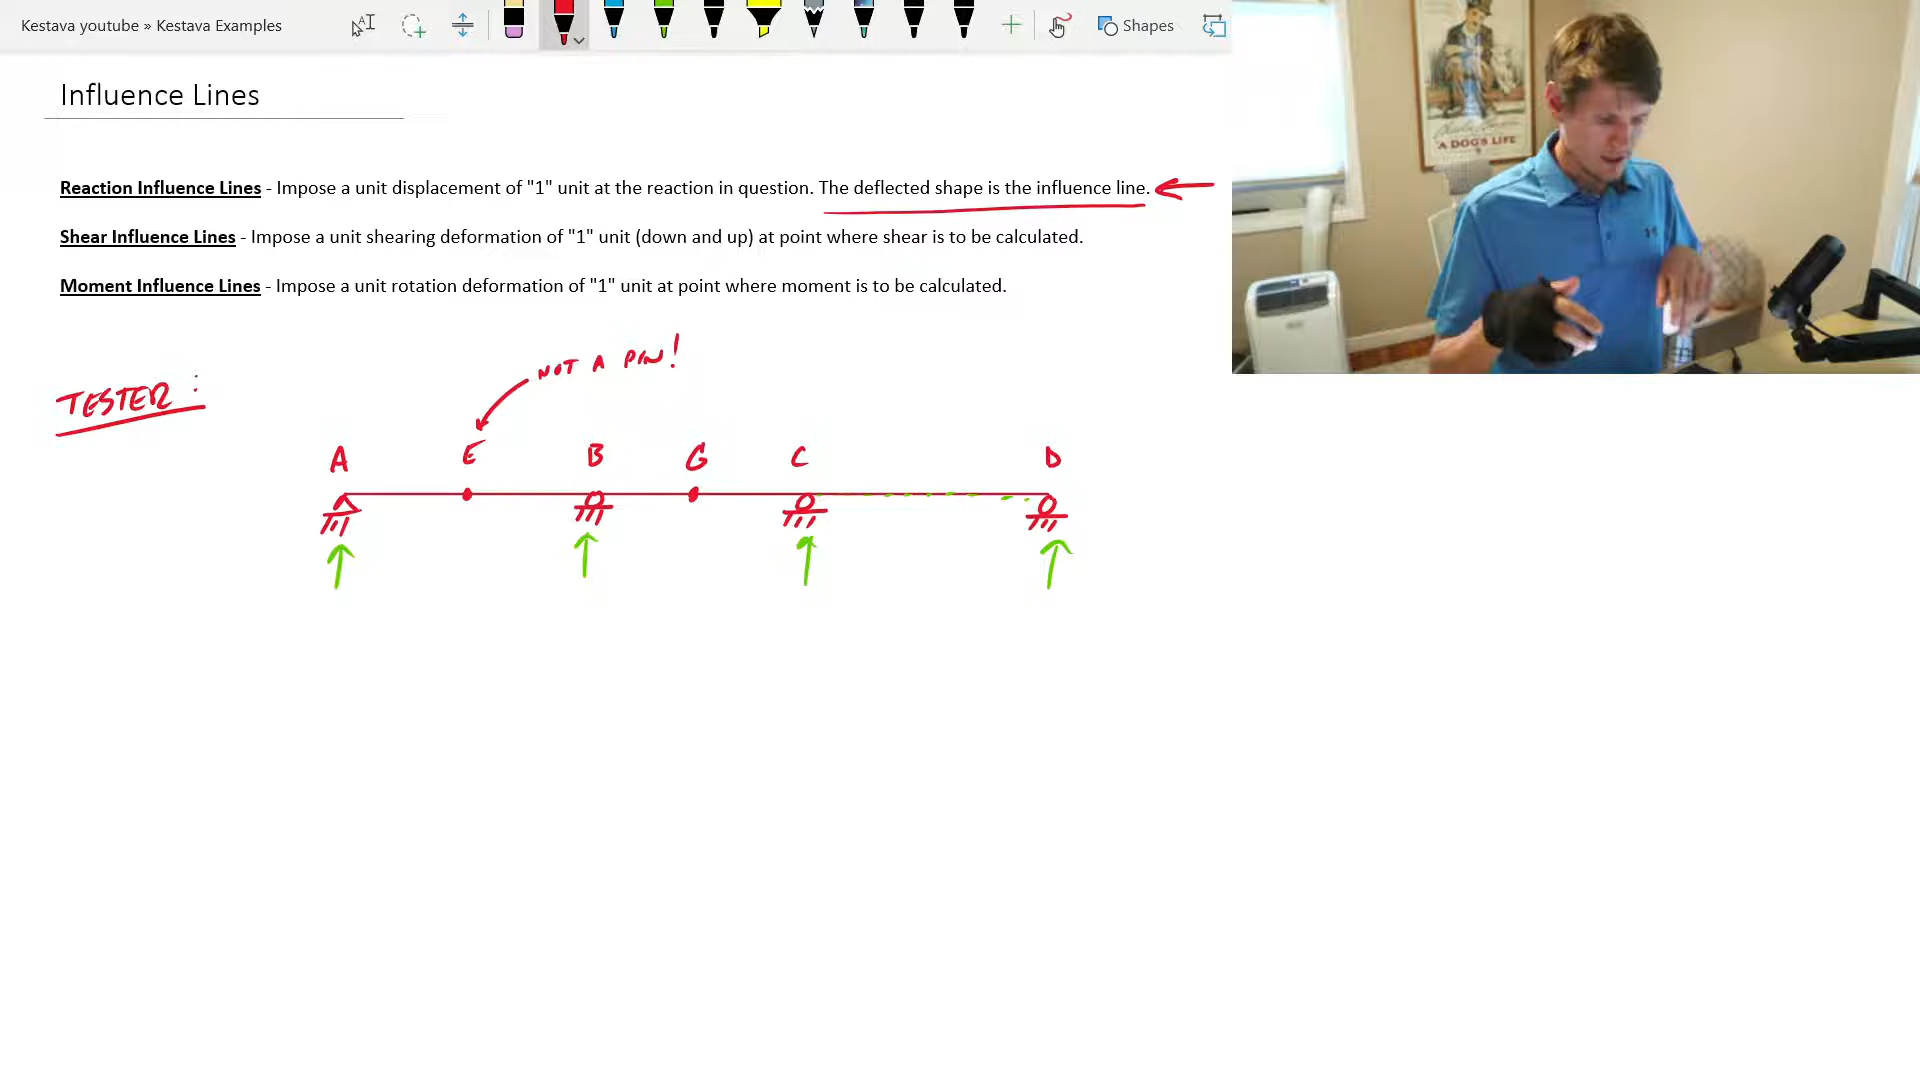 Kestava youtube » Kestava Examples
Shapes
Influence Lines
Reaction Influence Lines - Impose a unit displacement of "1" unit at the reaction in question. The deflected shape is the influence line.
Shear Influence Lines - Impose a unit shearing deformation of "1" unit (down and up) at point where shear is to be calculated.
Moment Influence Lines - Impose a unit rotation deformation of "1" unit at point where moment is to be calculated.
NOT A PIN!
TESTER:
A E B G C D
"A DOG'S LIFE"